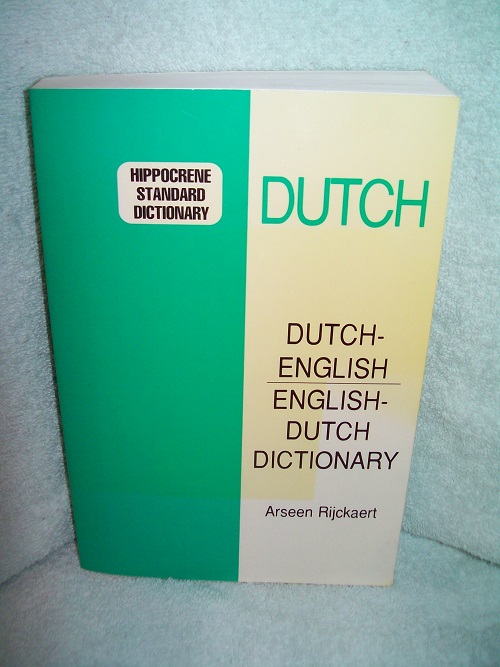 HIPPOCRENE
STANDARD
DICTIONARY
DUTCH
DUTCH-
ENGLISH
ENGLISH-
DUTCH
DICTIONARY
Arseen Rijckaert